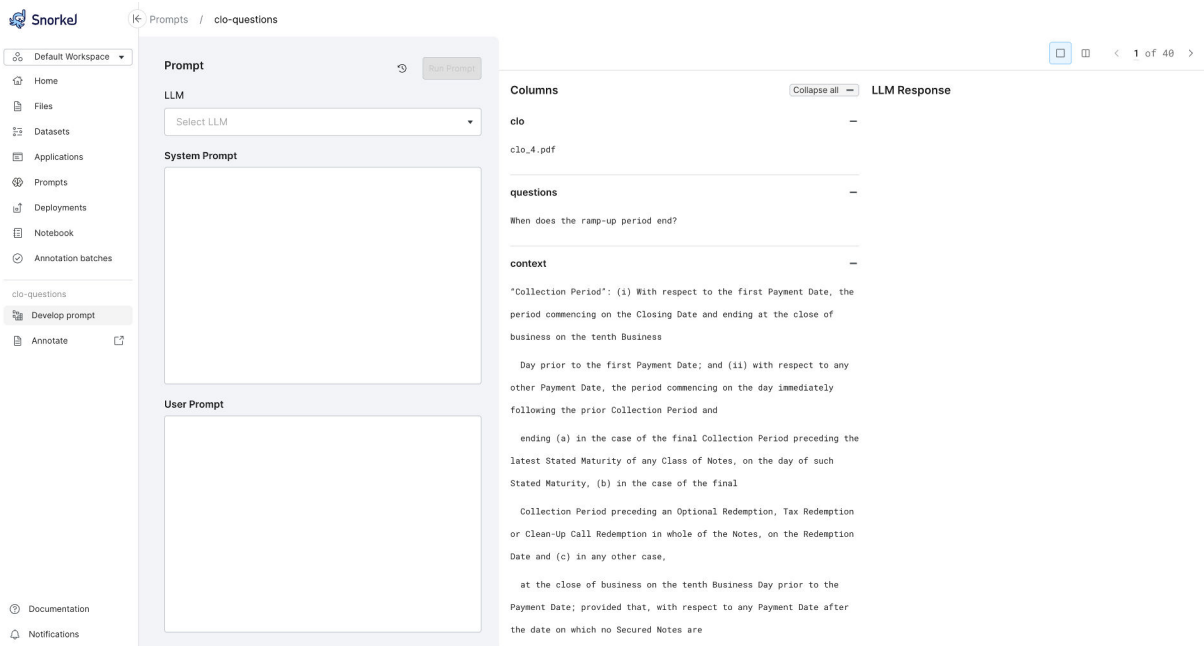 Snorkel
Prompts / clo-questions
Default Workspace
Home
Files
Datasets
Applications
Prompts
Deployments
Notebook
Annotation batches
clo-questions
Develop prompt
Annotate
Documentation
Notifications
Prompt
Run Prompt
LLM
Select LLM
System Prompt
User Prompt
1 of 40
Columns
Collapse all
LLM Response
clo
clo_4.pdf
questions
When does the ramp-up period end?
context
“Collection Period”: (i) With respect to the first Payment Date, the
period commencing on the Closing Date and ending at the close of
business on the tenth Business
Day prior to the first Payment Date; and (ii) with respect to any
other Payment Date, the period commencing on the day immediately
following the prior Collection Period and
ending (a) in the case of the final Collection Period preceding the
latest Stated Maturity of any Class of Notes, on the day of such
Stated Maturity, (b) in the case of the final
Collection Period preceding an Optional Redemption, Tax Redemption
or Clean-Up Call Redemption in whole of the Notes, on the Redemption
Date and (c) in any other case,
at the close of business on the tenth Business Day prior to the
Payment Date; provided that, with respect to any Payment Date after
the date on which no Secured Notes are